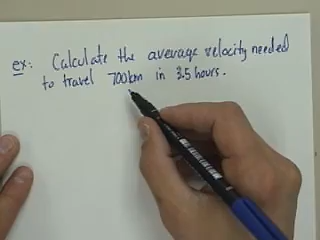 ex: Calculate the average velocity needed
to travel 700km in 3.5 hours.